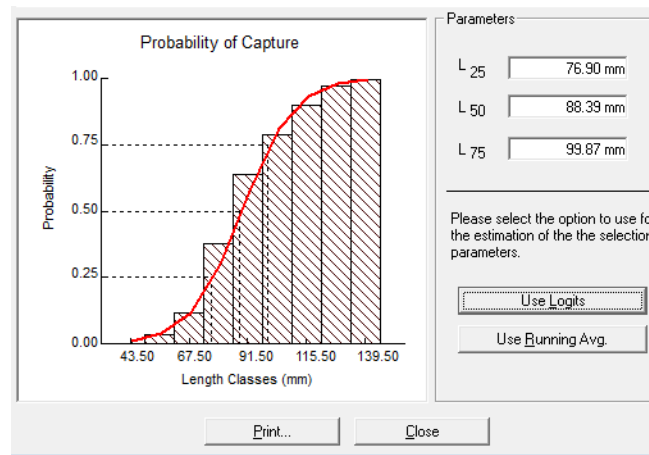 Probability of Capture
1.00
0.75
0.50
0.25
0.00
Probability
43.50 67.50 91.50 115.50 139.50
Length Classes (mm)
Parameters
L 25 76.90 mm
L 50 88.39 mm
L 75 99.87 mm
Please select the option to use fo
the estimation of the the selection
parameters.
Use Logits
Use Running Avg.
Print... Close